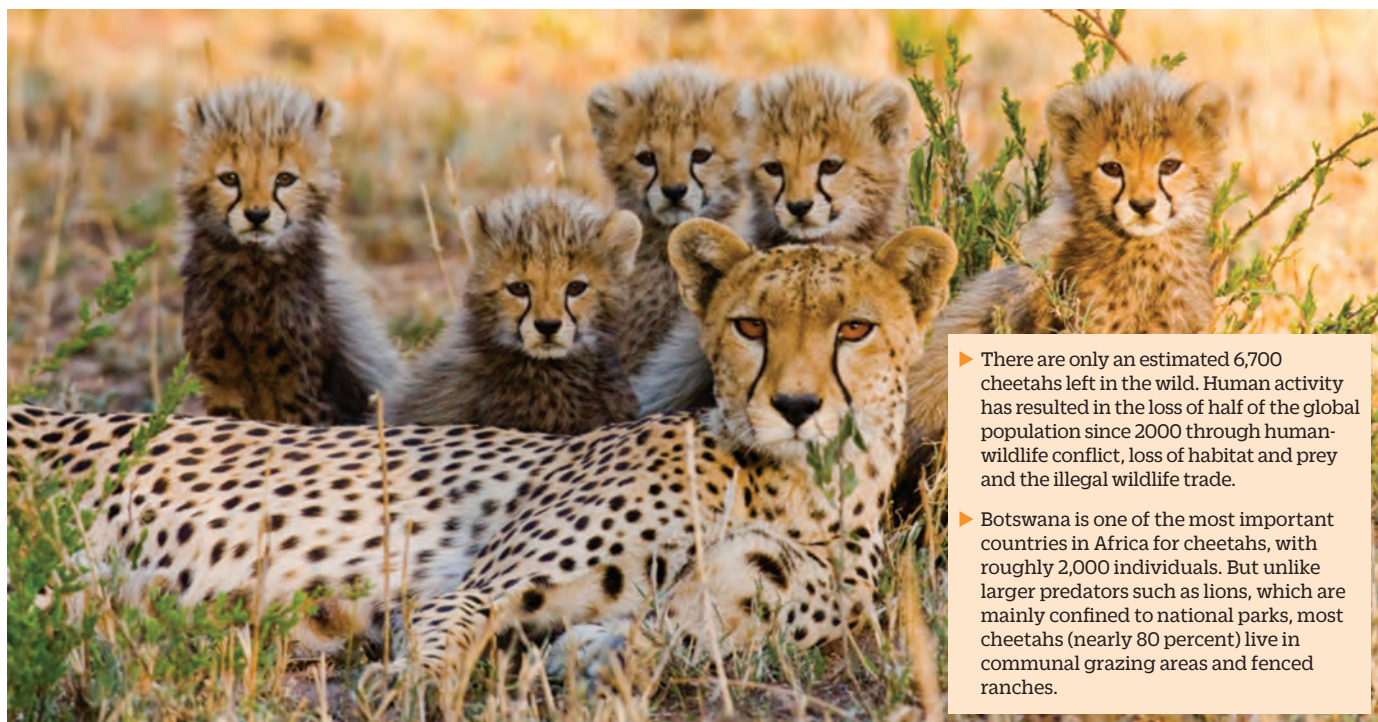 There are only an estimated 6,700
cheetahs left in the wild. Human activity
has resulted in the loss of half of the global
population since 2000 through human-
wildlife conflict, loss of habitat and prey
and the illegal wildlife trade.
Botswana is one of the most important
countries in Africa for cheetahs, with
roughly 2,000 individuals. But unlike
larger predators such as lions, which are
mainly confined to national parks, most
cheetahs (nearly 80 percent) live in
communal grazing areas and fenced
ranches.